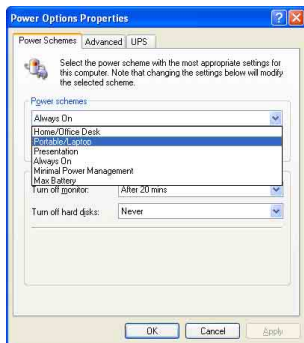 Power Options Properties
Power Schemes Advanced UPS
Select the power scheme with the most appropriate settings for
this computer. Note that changing the settings below will modify
the selected scheme.
Power schemes
Always On
Home/Office Desk
Portable/Laptop
Presentation
Always On
Minimal Power Management
Max Battery
Turn off monitor: After 20 mins
Turn off hard disks: Never
OK Cancel Apply